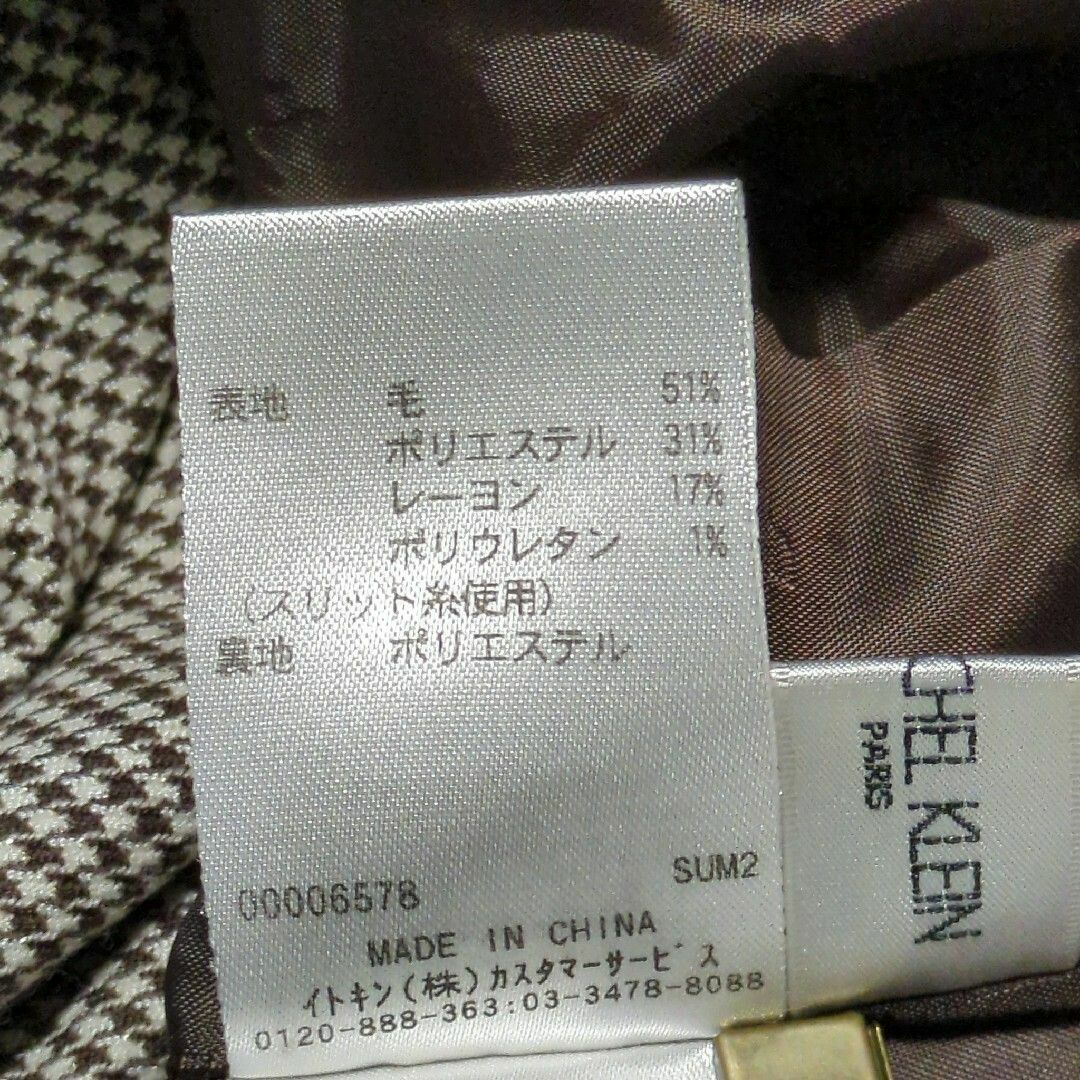 表地 毛 51%
ポリエステル 31%
レーヨン 17%
ポリウレタン 1%
(スリット糸使用)
裏地 ポリエステル
00006578 SUM2
MADE IN CHINA
イトキン(株)カスタマーサービス
0120-888-363:03-3478-8088
CHEL KLEIN
PARIS